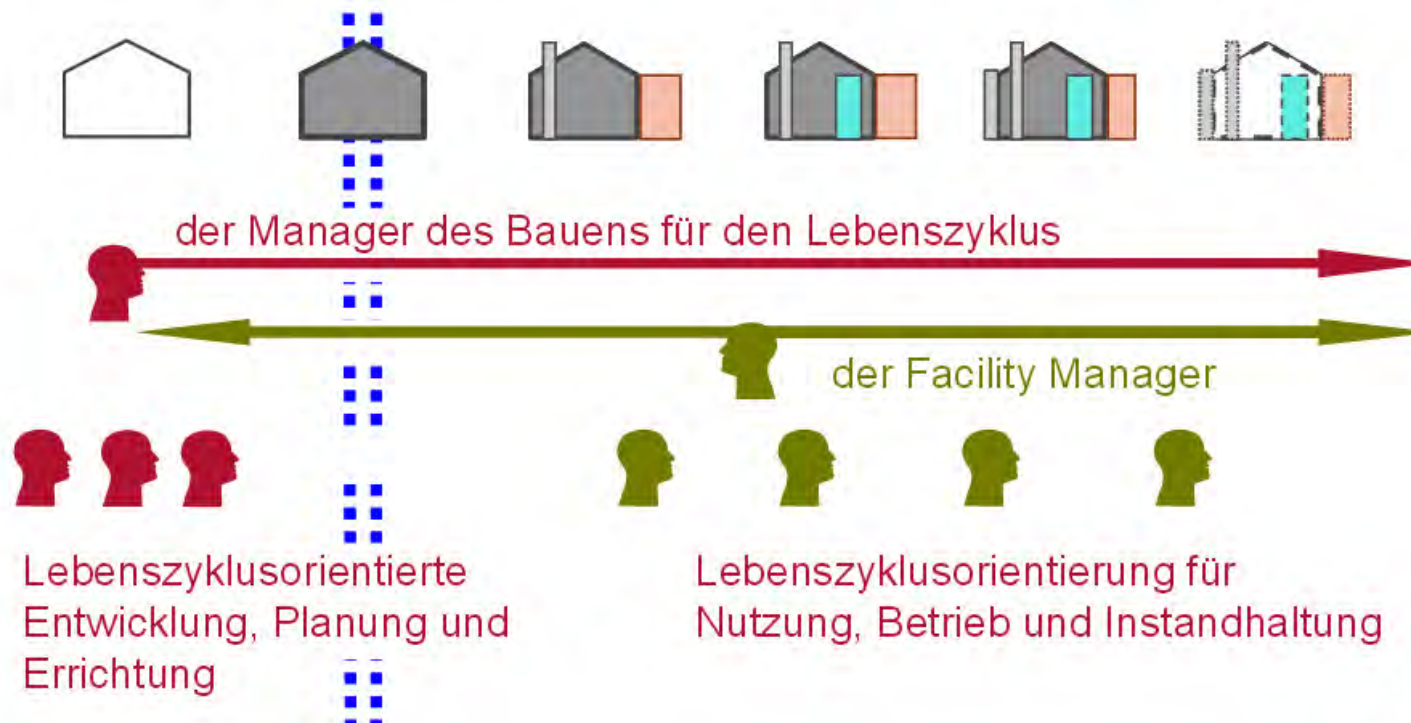 der Manager des Bauens für den Lebenszyklus
der Facility Manager
Lebenszyklusorientierte
Entwicklung, Planung und
Errichtung
Lebenszyklusorientierung für
Nutzung, Betrieb und Instandhaltung